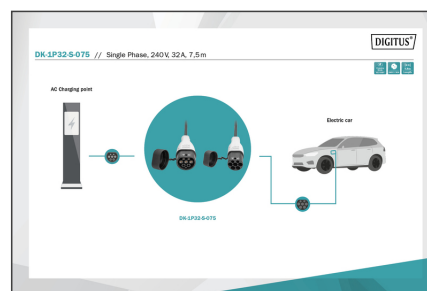 DIGITUS®
DK-1P32-S-075 // Single Phase, 240 V, 32 A, 7,5 m
AC Charging point
Electric car
DK-1P32-S-075